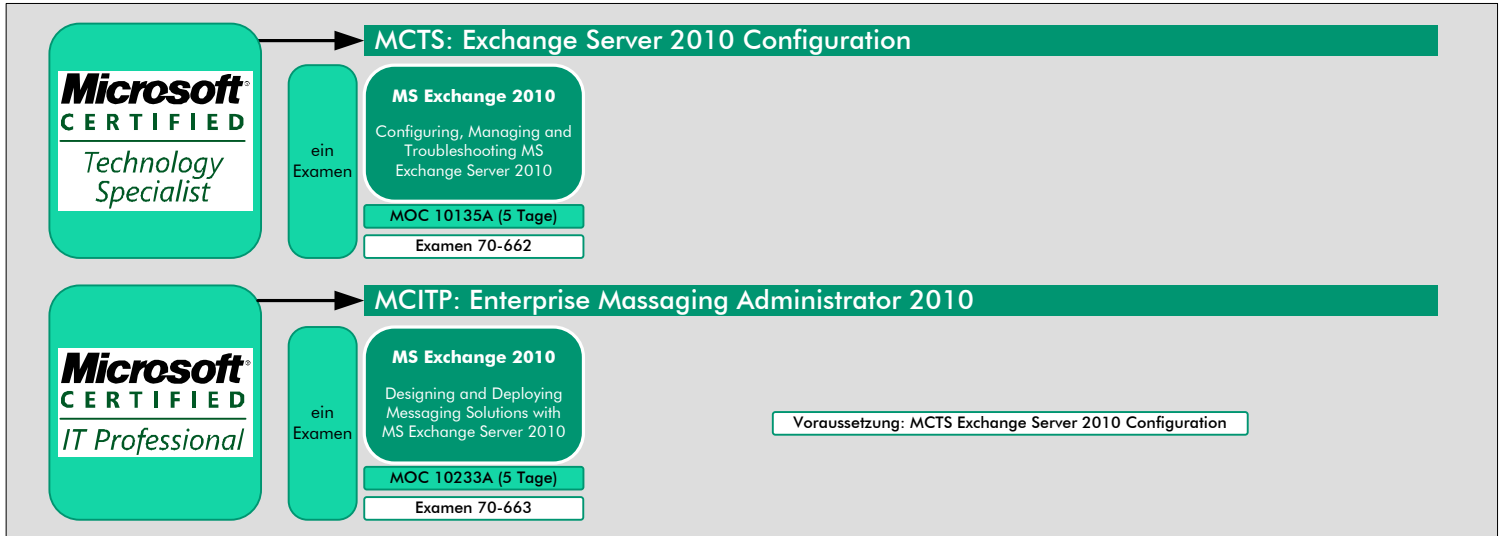 MCTS: Exchange Server 2010 Configuration
Microsoft®
CERTIFIED
Technology
Specialist
ein
Examen
MS Exchange 2010
Configuring, Managing and
Troubleshooting MS
Exchange Server 2010
MOC 10135A (5 Tage)
Examen 70-662
MCITP: Enterprise Massaging Administrator 2010
Microsoft®
CERTIFIED
IT Professional
ein
Examen
MS Exchange 2010
Designing and Deploying
Messaging Solutions with
MS Exchange Server 2010
MOC 10233A (5 Tage)
Examen 70-663
Voraussetzung: MCTS Exchange Server 2010 Configuration